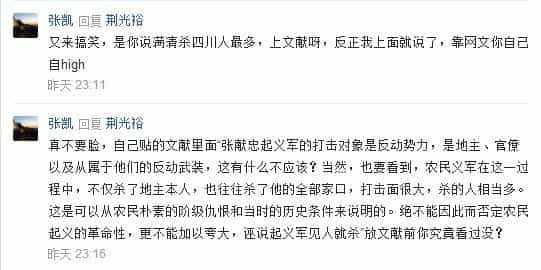 张凯 回复 荆光裕
又来搞笑，是你说满清杀四川人最多，上文献呀，反正我上面就说了，靠网文你自己
自high
昨天 23:11
张凯 回复 荆光裕
真不要脸，自己贴的文献里面“张献忠起义军的打击对象是反动势力，是地主、官僚
以及从属于他们的反动武装，这有什么不应该？当然，也要看到，农民义军在这一过
程中，不仅杀了地主本人，也往往杀了他的全部家口，打击面很大，杀的人相当多。
这是可以从农民朴素的阶级仇恨和当时的历史条件来说明的。绝不能因此而否定农民
起义的革命性，更不能加以夸大，诬说起义军见人就杀”放文献前你究竟看过没？
昨天 23:16